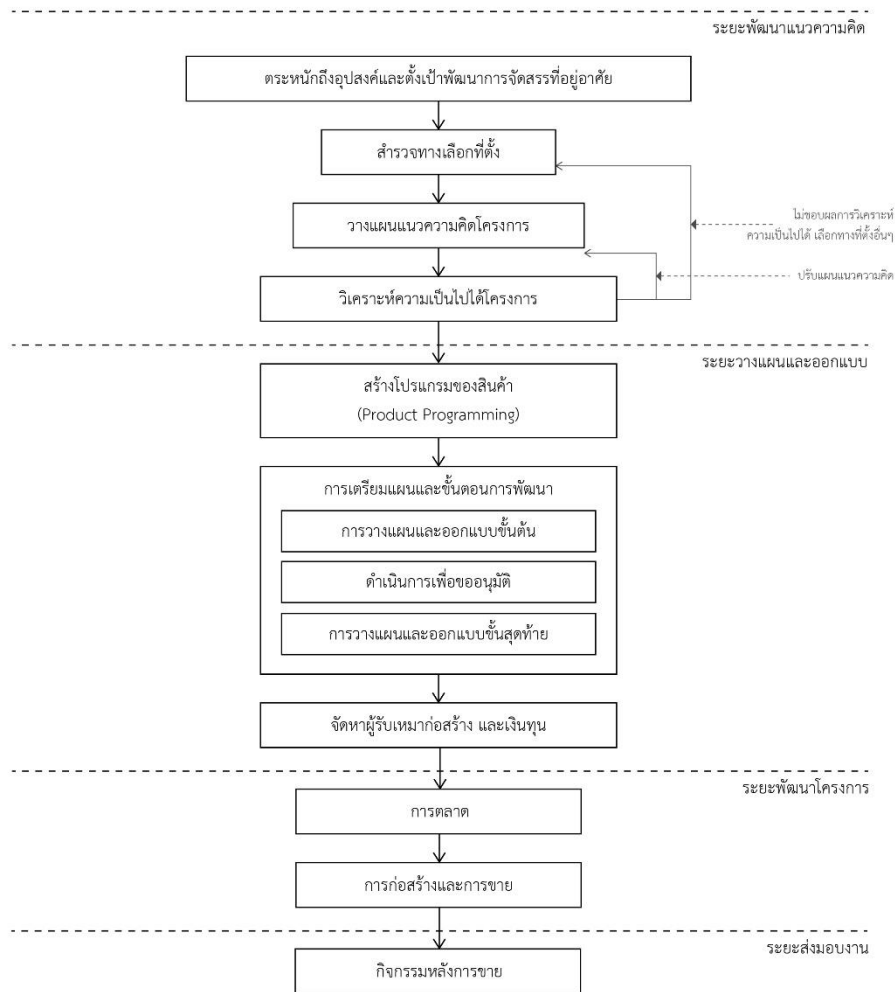 ระยะพัฒนาแนวความคิด
ตระหนักถึงอุปสงค์และตั้งเป้าพัฒนาการจัดสรรที่อยู่อาศัย
สำรวจทางเลือกที่ตั้ง
วางแผนแนวความคิดโครงการ
ไม่ชอบผลการวิเคราะห์
ความเป็นไปได้ เลือกทางที่ตั้งอื่นๆ
ปรับแผนแนวความคิด
วิเคราะห์ความเป็นไปได้โครงการ
ระยะวางแผนและออกแบบ
สร้างโปรแกรมของสินค้า
(Product Programming)
การเตรียมแผนและขั้นตอนการพัฒนา
การวางแผนและออกแบบขั้นต้น
ดำเนินการเพื่อขออนุมัติ
การวางแผนและออกแบบขั้นสุดท้าย
จัดหาผู้รับเหมาก่อสร้าง และเงินทุน
ระยะพัฒนาโครงการ
การตลาด
การก่อสร้างและการขาย
ระยะส่งมอบงาน
กิจกรรมหลังการขาย